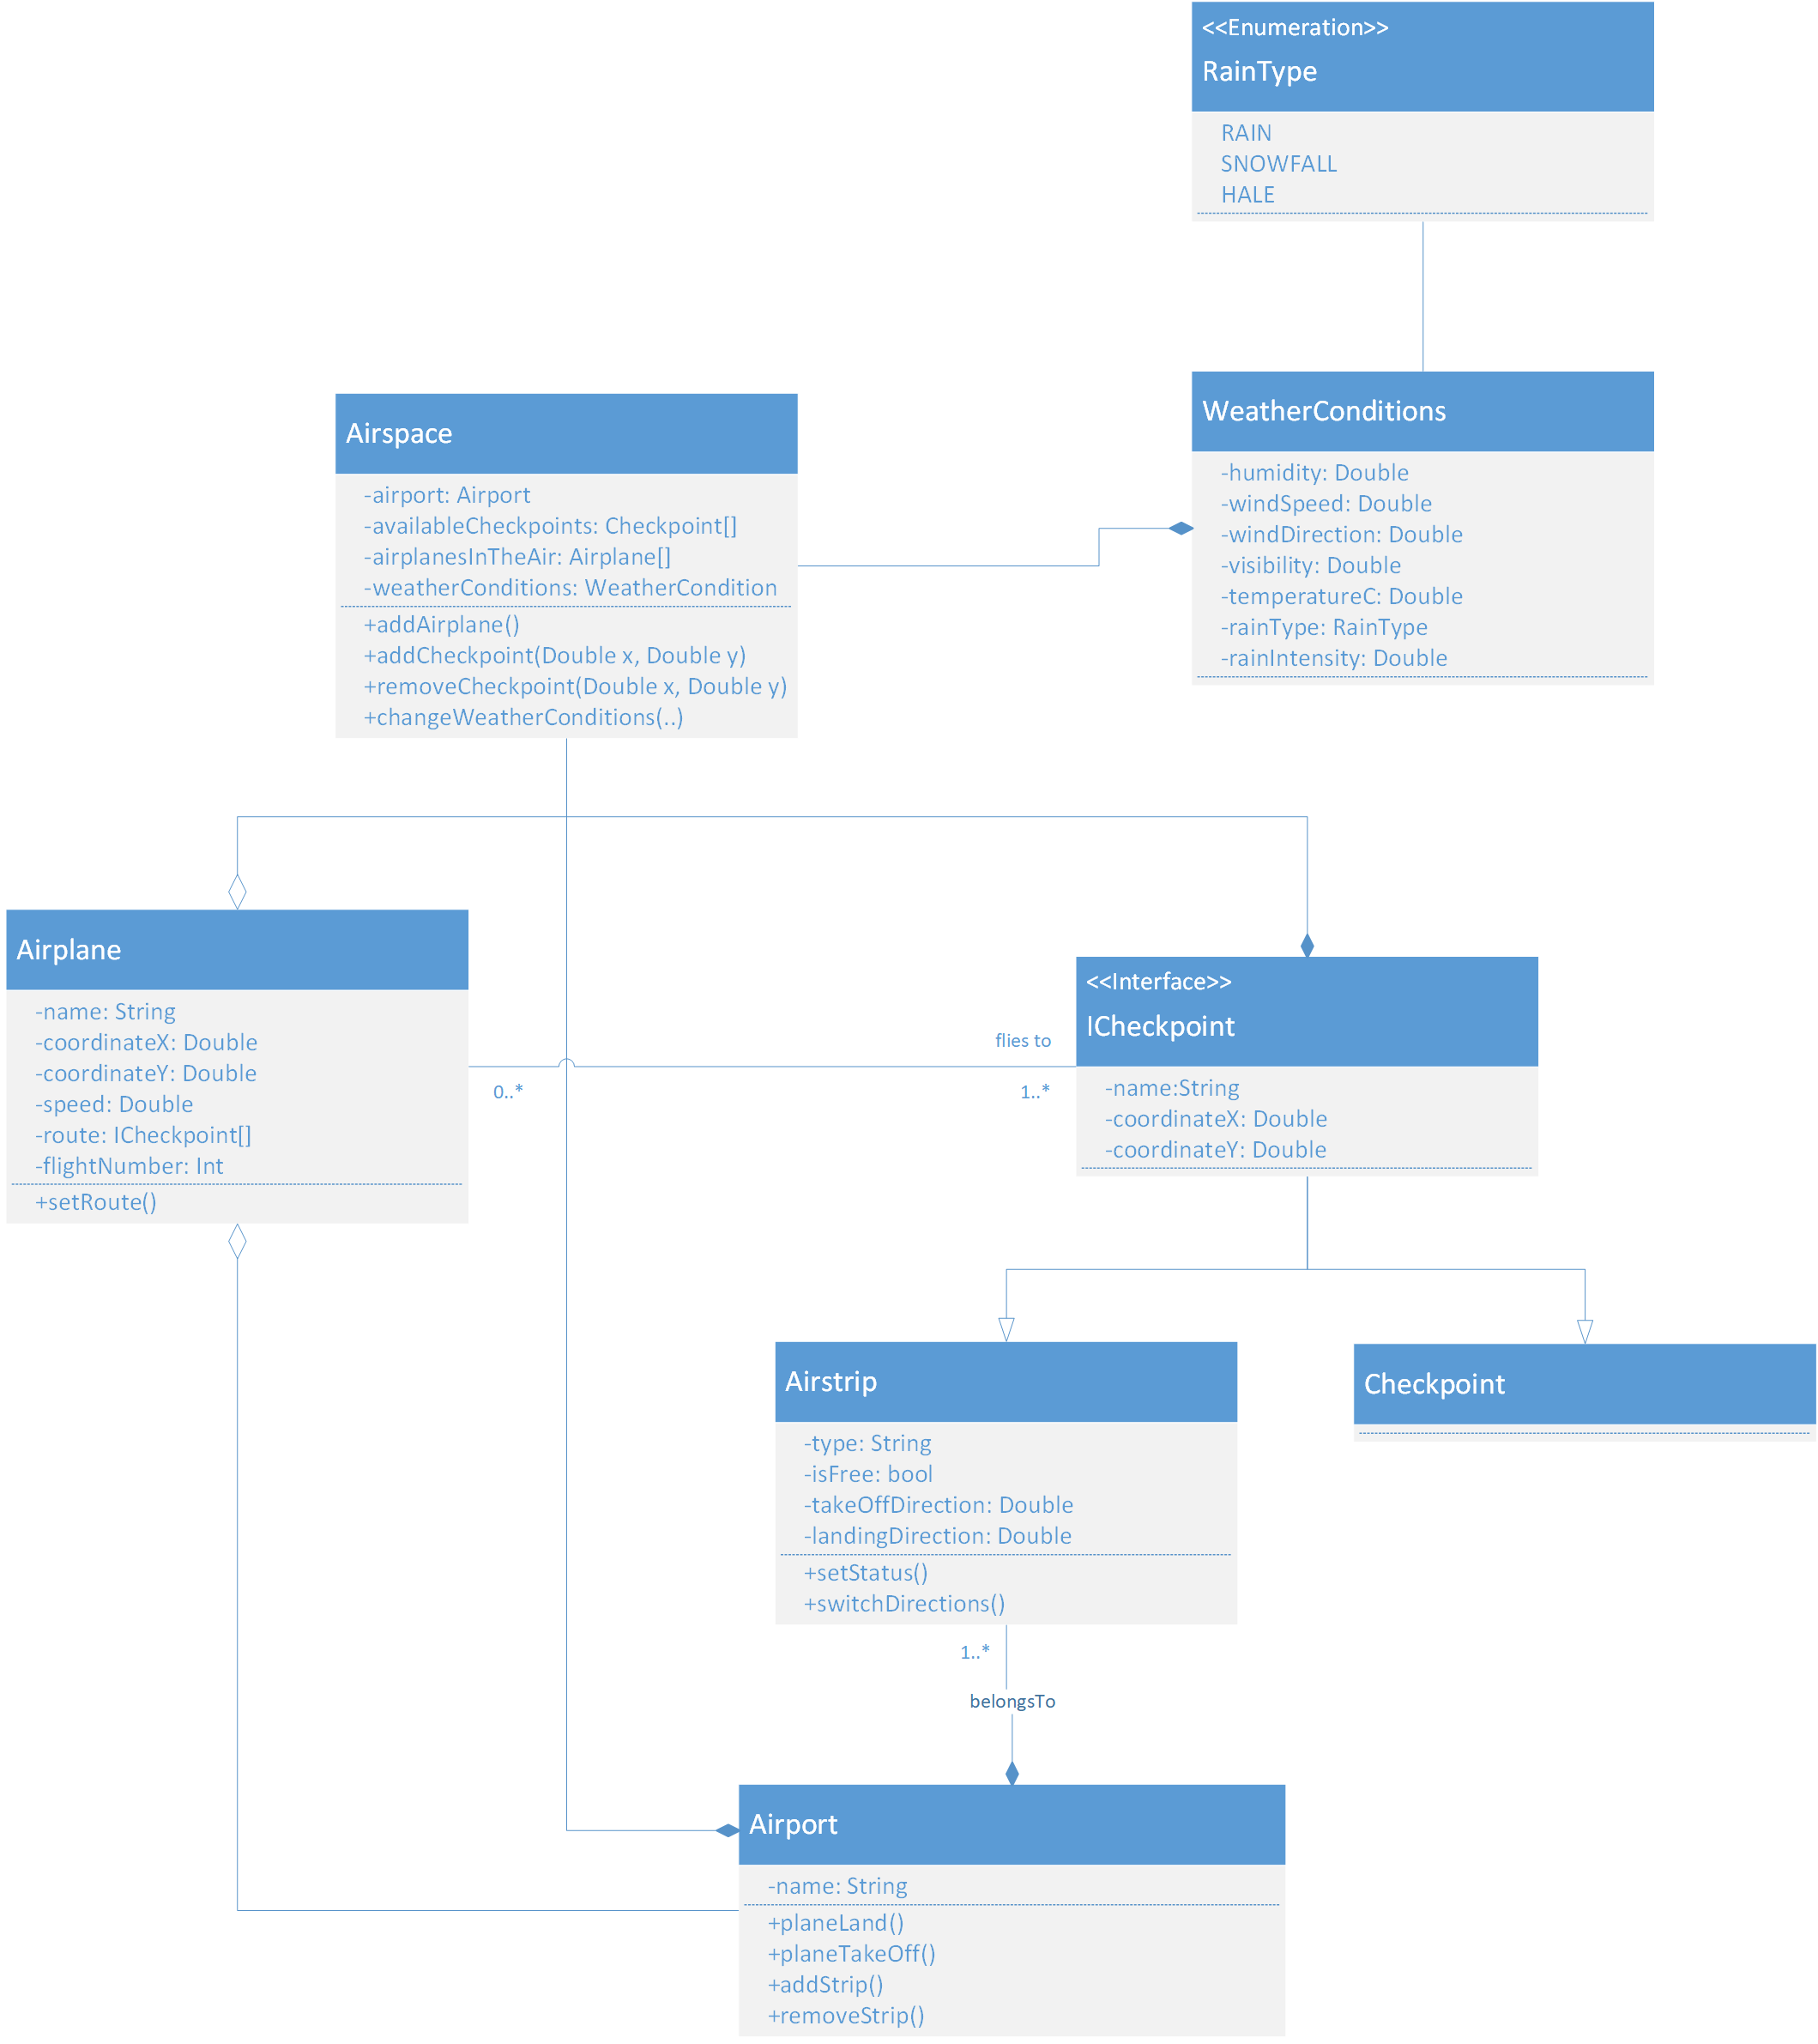 <<Enumeration>>
RainType
RAIN
SNOWFALL
HALE
WeatherConditions
-humidity: Double
-windSpeed: Double
-windDirection: Double
-visibility: Double
-temperatureC: Double
-rainType: RainType
-rainIntensity: Double
Airspace
-airport: Airport
-availableCheckpoints: Checkpoint[]
-airplanesInTheAir: Airplane[]
-weatherConditions: WeatherCondition
+addAirplane()
+addCheckpoint(Double x, Double y)
+removeCheckpoint(Double x, Double y)
+changeWeatherConditions(..)
Airplane
-name: String
-coordinateX: Double
-coordinateY: Double
-speed: Double
-route: ICheckpoint[]
-flightNumber: Int
+setRoute()
0..*
flies to
1..*
<<Interface>>
ICheckpoint
-name:String
-coordinateX: Double
-coordinateY: Double
Airstrip
-type: String
-isFree: bool
-takeOffDirection: Double
-landingDirection: Double
+setStatus()
+switchDirections()
Checkpoint
1..*
belongsTo
Airport
-name: String
+planeLand()
+planeTakeOff()
+addStrip()
+removeStrip()